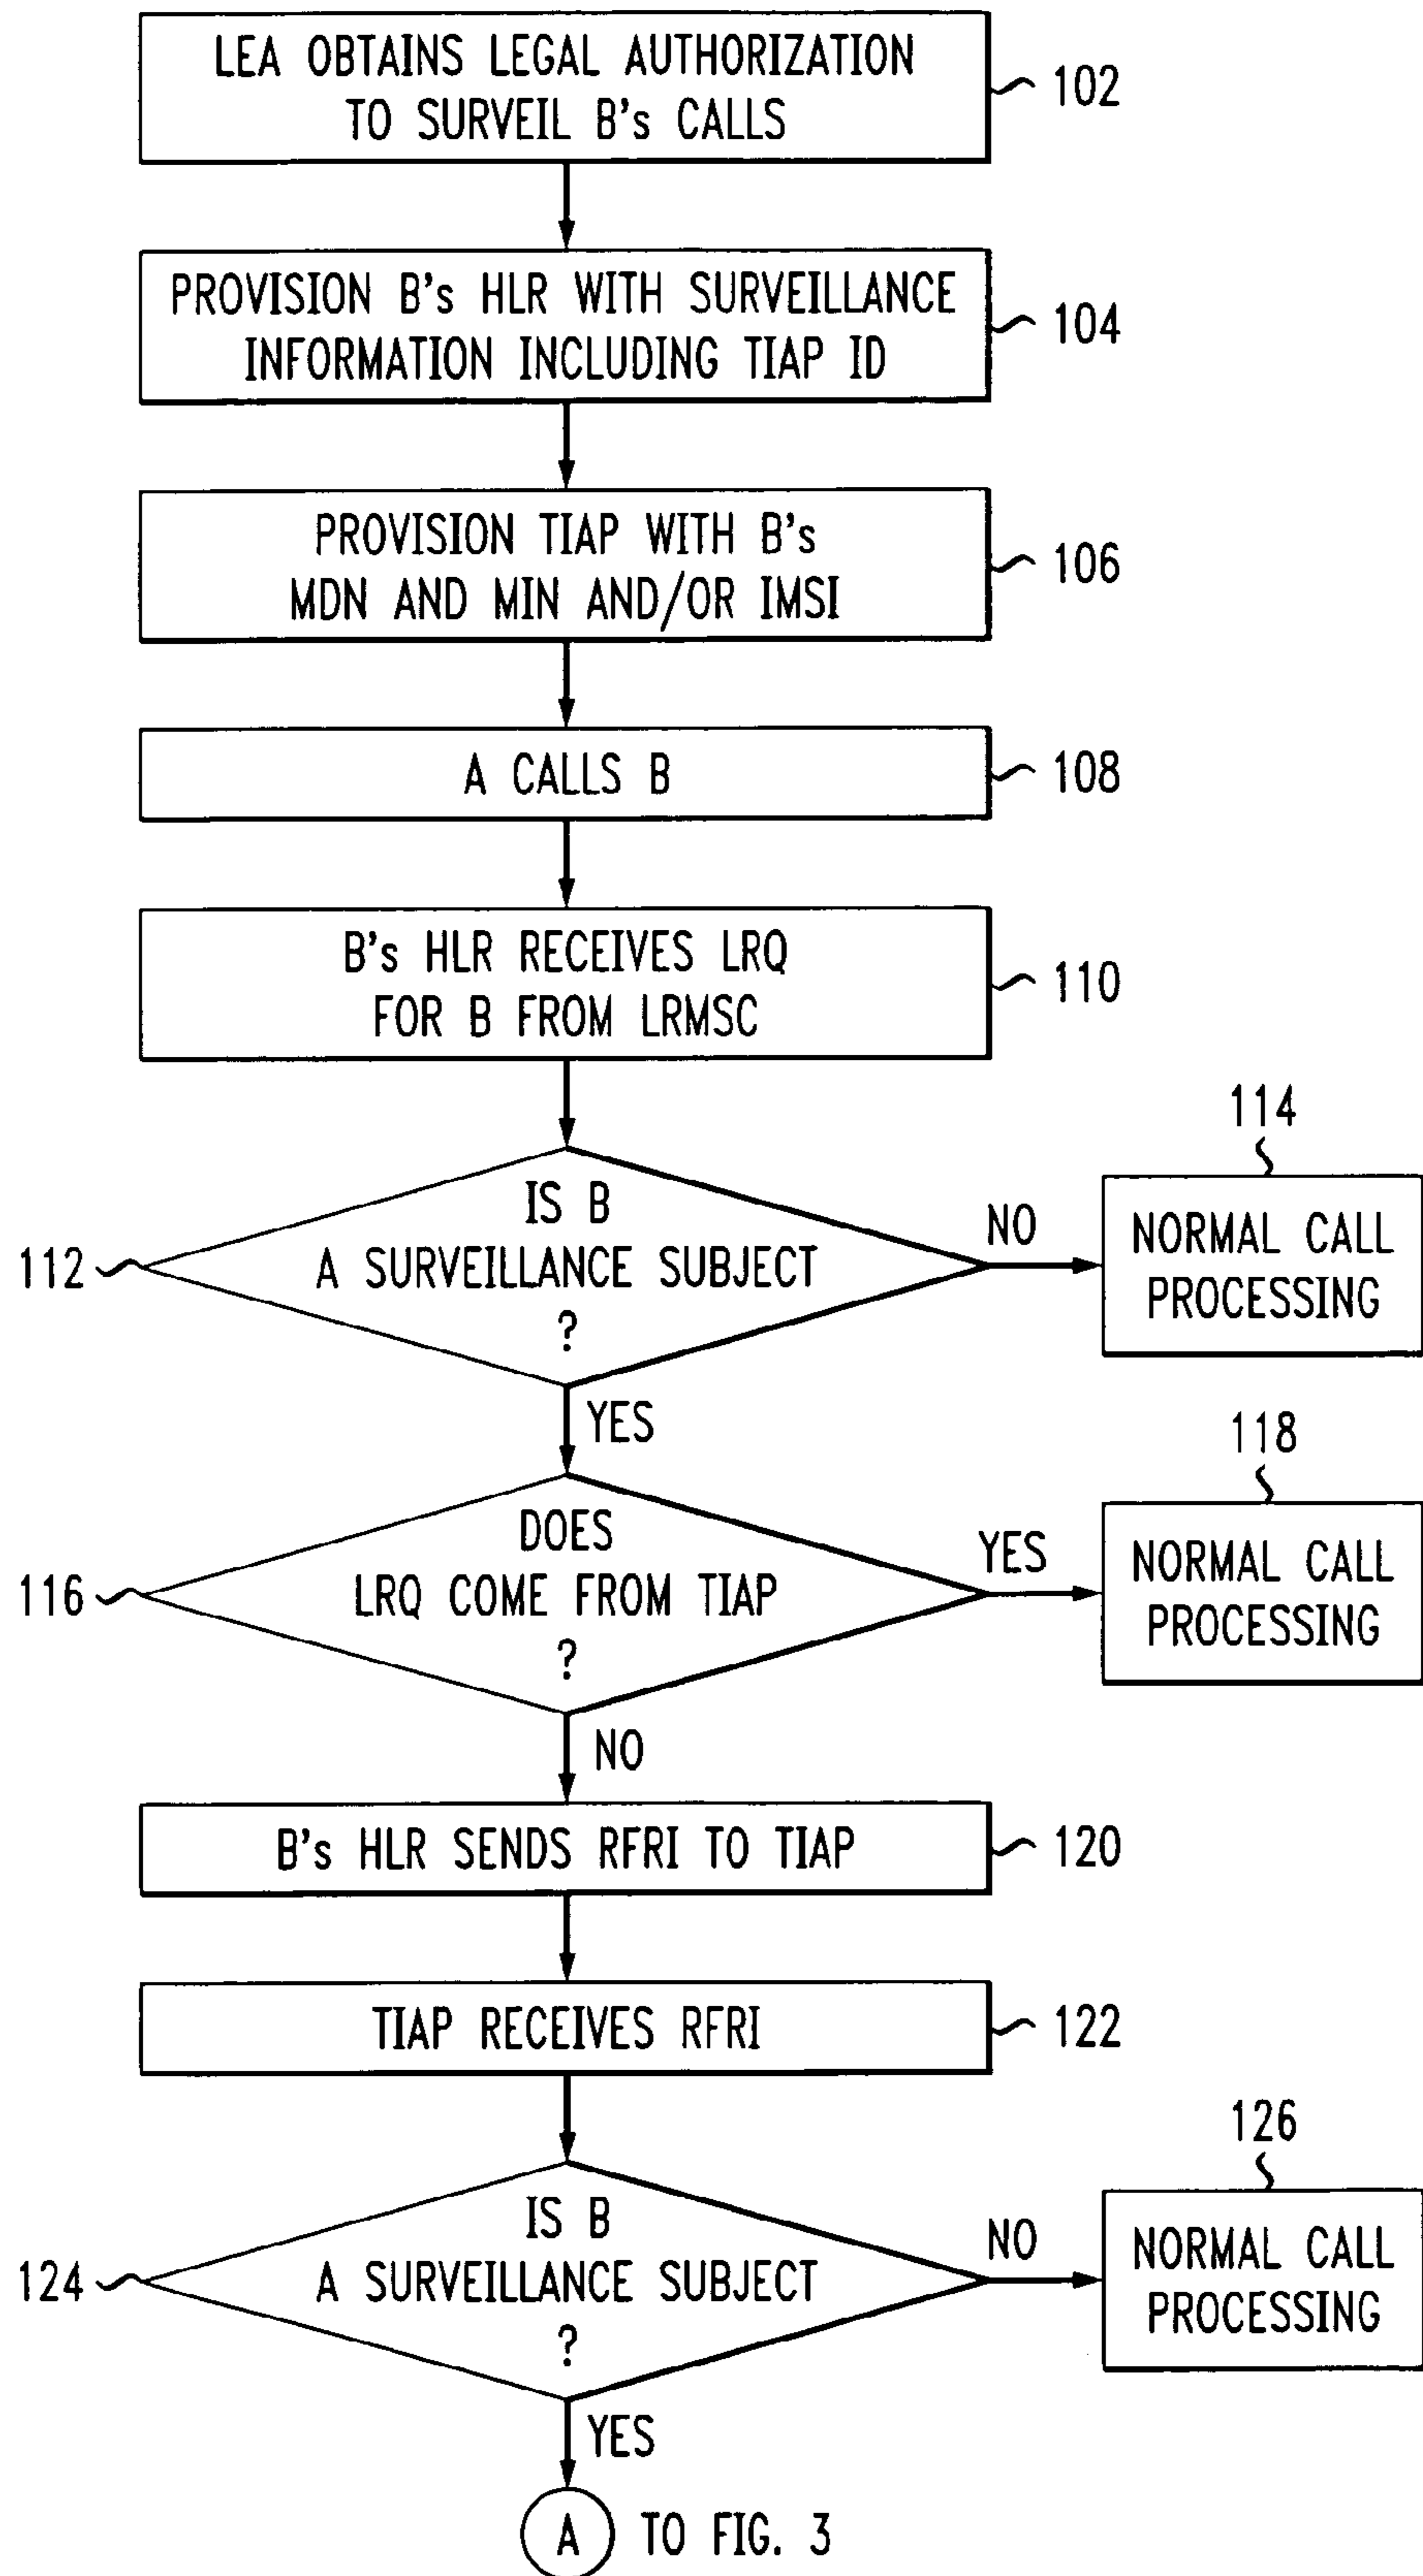 LEA OBTAINS LEGAL AUTHORIZATION
TO SURVEIL B's CALLS
102
PROVISION B's HLR WITH SURVEILLANCE
INFORMATION INCLUDING TIAP ID
104
PROVISION TIAP WITH B's
MDN AND MIN AND/OR IMSI
106
A CALLS B
108
B's HLR RECEIVES LRQ
FOR B FROM LRMSC
110
IS B
A SURVEILLANCE SUBJECT
?
112
NO
114
NORMAL CALL
PROCESSING
YES
DOES
LRQ COME FROM TIAP
?
116
YES
118
NORMAL CALL
PROCESSING
NO
B's HLR SENDS RFRI TO TIAP
120
TIAP RECEIVES RFRI
122
IS B
A SURVEILLANCE SUBJECT
?
124
NO
126
NORMAL CALL
PROCESSING
YES
A TO FIG. 3